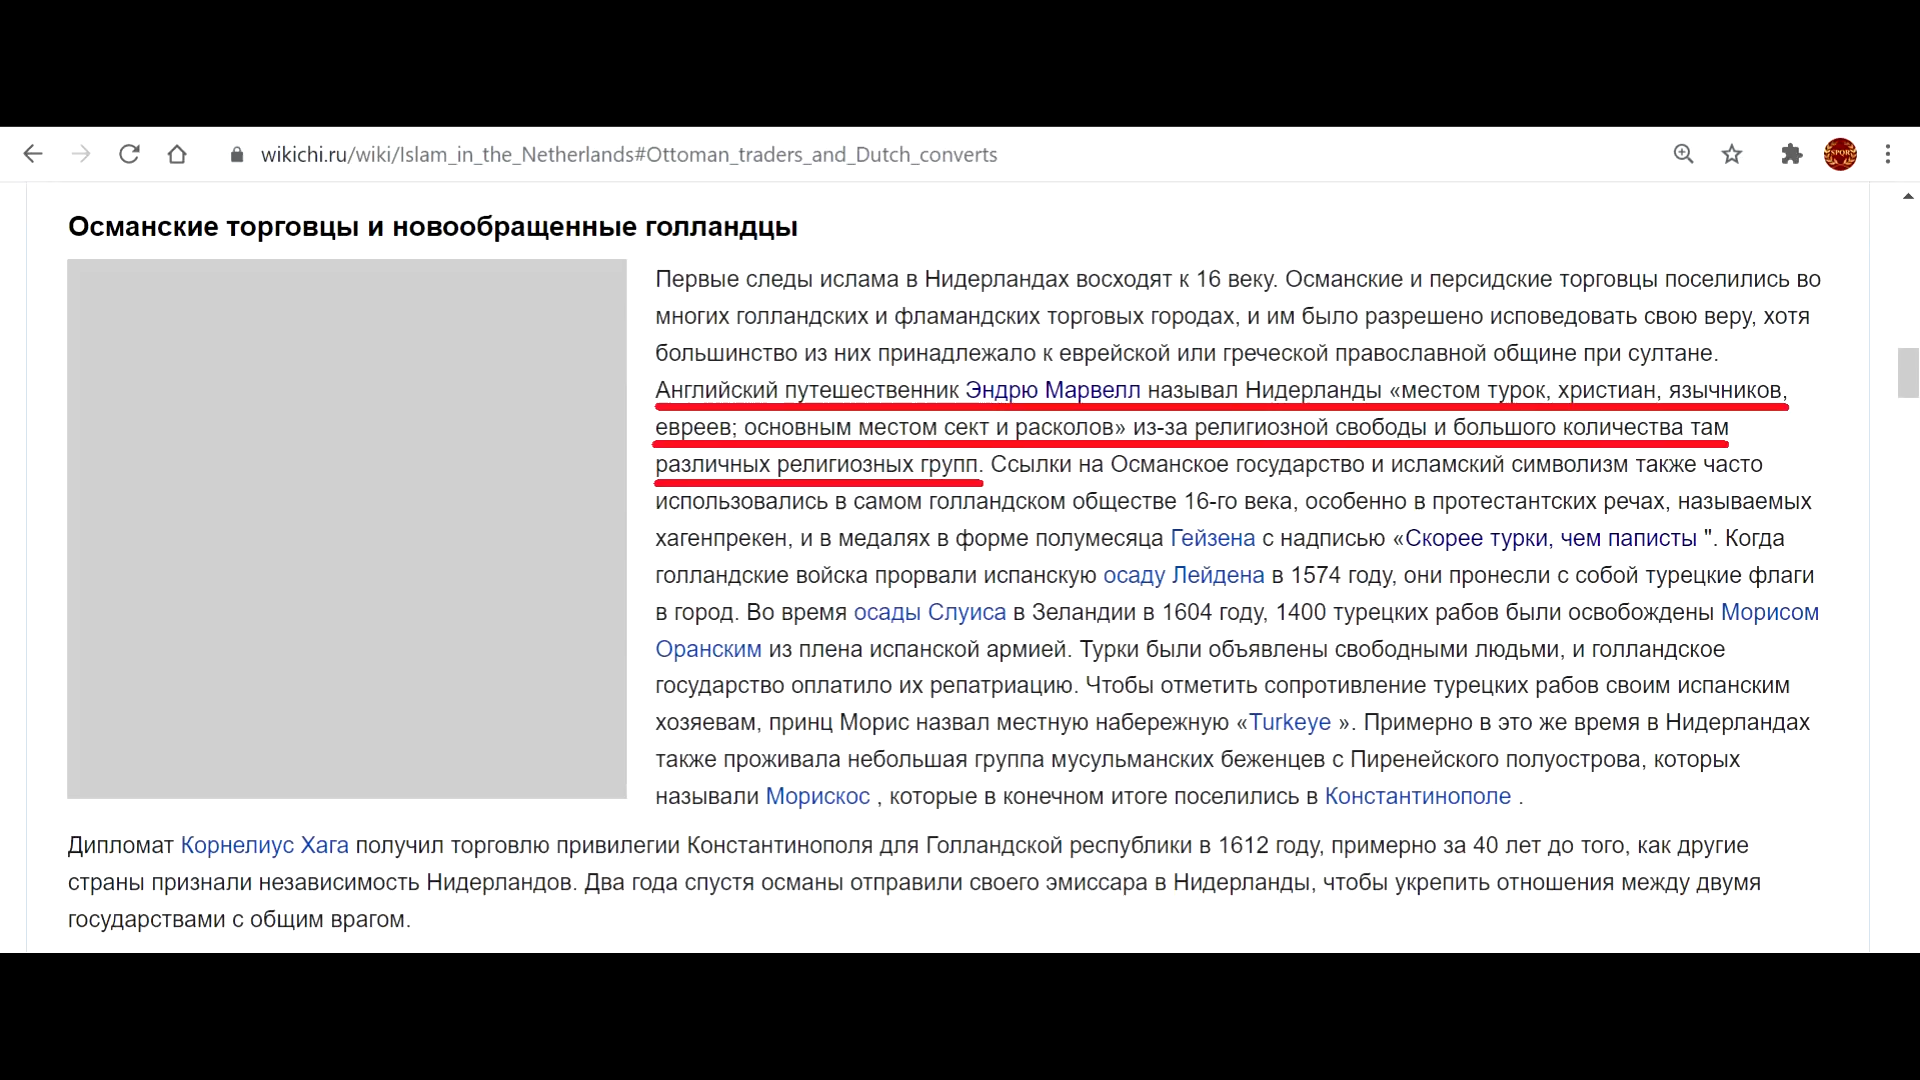 wikichi.ru/wiki/Islam_in_the_Netherlands#Ottoman_traders_and_Dutch_converts
SPQR
Османские торговцы и новообращенные голландцы
Первые следы ислама в Нидерландах восходят к 16 веку. Османские и персидские торговцы поселились во
многих голландских и фламандских торговых городах, и им было разрешено исповедовать свою веру, хотя
большинство из них принадлежало к еврейской или греческой православной общине при султане.
Английский путешественник Эндрю Марвелл называл Нидерланды «местом турок, христиан, язычников,
евреев; основным местом сект и расколов» из-за религиозной свободы и большого количества там
различных религиозных групп. Ссылки на Османское государство и исламский символизм также часто
использовались в самом голландском обществе 16-го века, особенно в протестантских речах, называемых
хагенпрекен, и в медалях в форме полумесяца Гейзена с надписью «Скорее турки, чем паписты ". Когда
голландские войска прорвали испанскую осаду Лейдена в 1574 году, они пронесли с собой турецкие флаги
в город. Во время осады Слуиса в Зеландии в 1604 году, 1400 турецких рабов были освобождены Морисом
Оранским из плена испанской армией. Турки были объявлены свободными людьми, и голландское
государство оплатило их репатриацию. Чтобы отметить сопротивление турецких рабов своим испанским
хозяевам, принц Морис назвал местную набережную «Turkeye ». Примерно в это же время в Нидерландах
также проживала небольшая группа мусульманских беженцев с Пиренейского полуострова, которых
называли Морискос , которые в конечном итоге поселились в Константинополе .
Дипломат Корнелиус Хага получил торговлю привилегии Константинополя для Голландской республики в 1612 году, примерно за 40 лет до того, как другие
страны признали независимость Нидерландов. Два года спустя османы отправили своего эмиссара в Нидерланды, чтобы укрепить отношения между двумя
государствами с общим врагом.